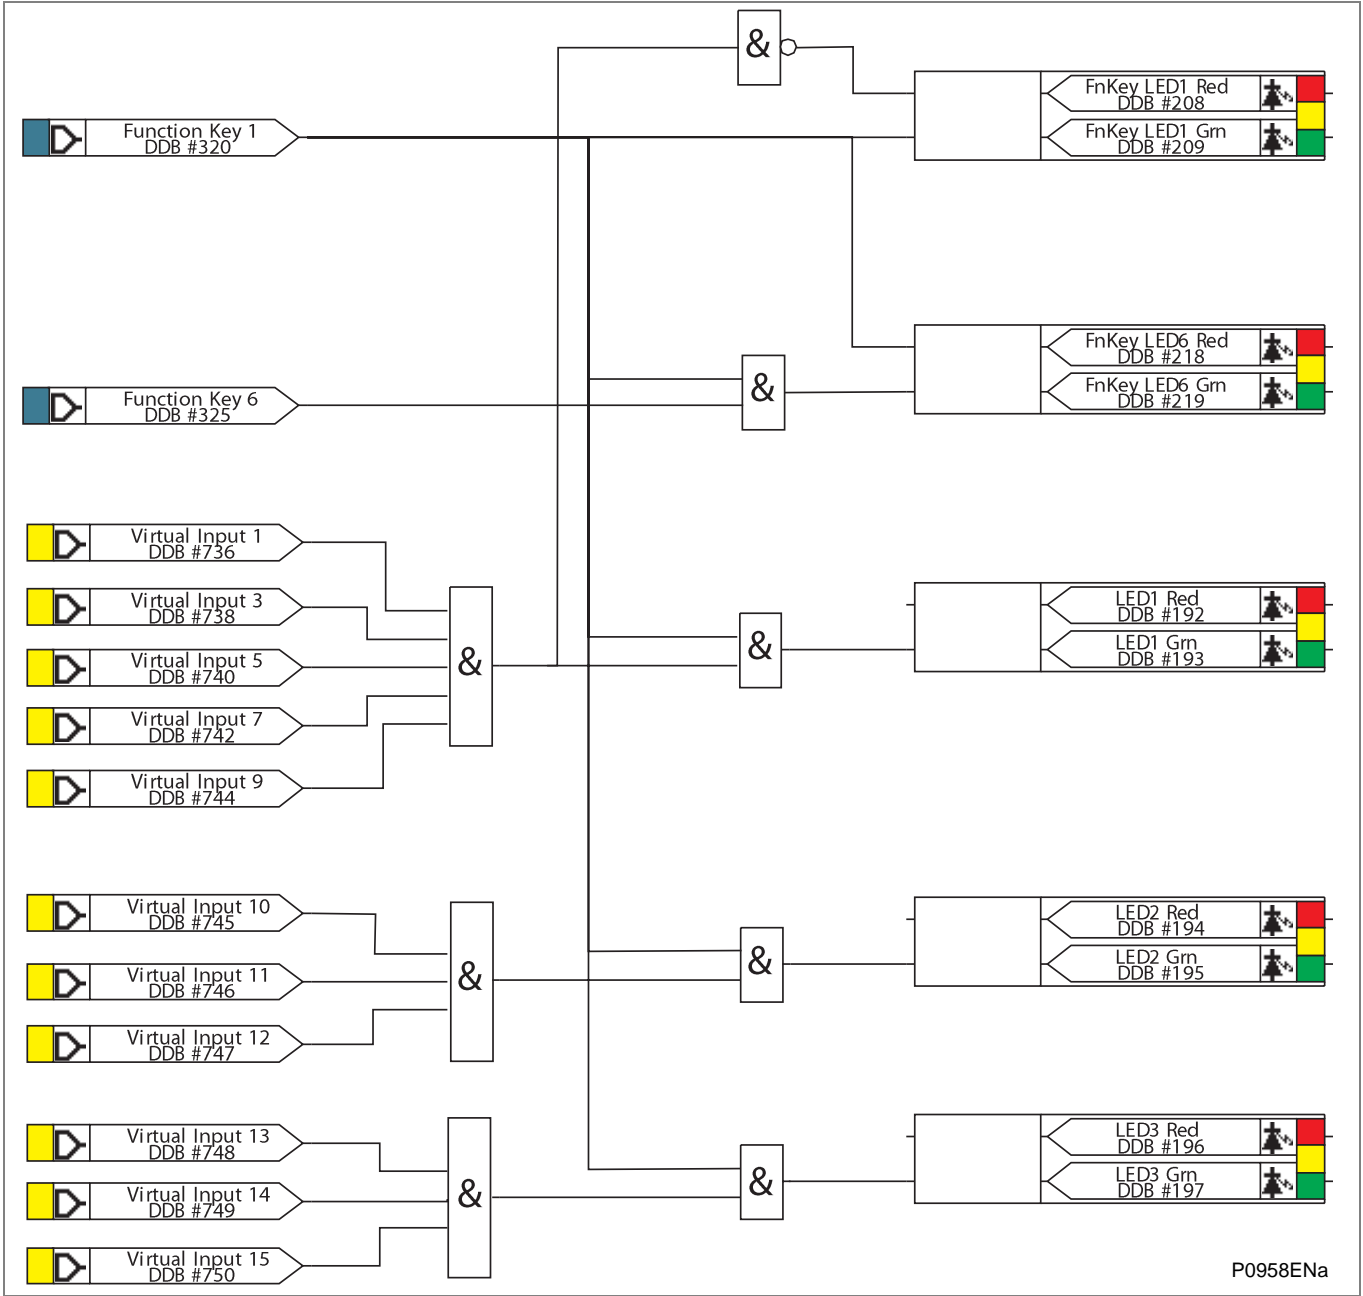 &
FnKey LED1 Red
DDB #208
Function Key 1
DDB #320
FnKey LED1 Grn
DDB #209
FnKey LED6 Red
DDB #218
&
Function Key 6
DDB #325
FnKey LED6 Grn
DDB #219
Virtual Input 1
DDB #736
Virtual Input 3
DDB #738
LED1 Red
DDB #192
&
LED1 Grn
DDB #193
Virtual Input 5
DDB #740
&
Virtual Input 7
DDB #742
Virtual Input 9
DDB #744
Virtual Input 10
DDB #745
LED2 Red
DDB #194
&
LED2 Grn
DDB #195
Virtual Input 11
DDB #746
&
Virtual Input 12
DDB #747
Virtual Input 13
DDB #748
LED3 Red
DDB #196
&
LED3 Grn
DDB #197
Virtual Input 14
DDB #749
&
Virtual Input 15
DDB #750
P0958ENa